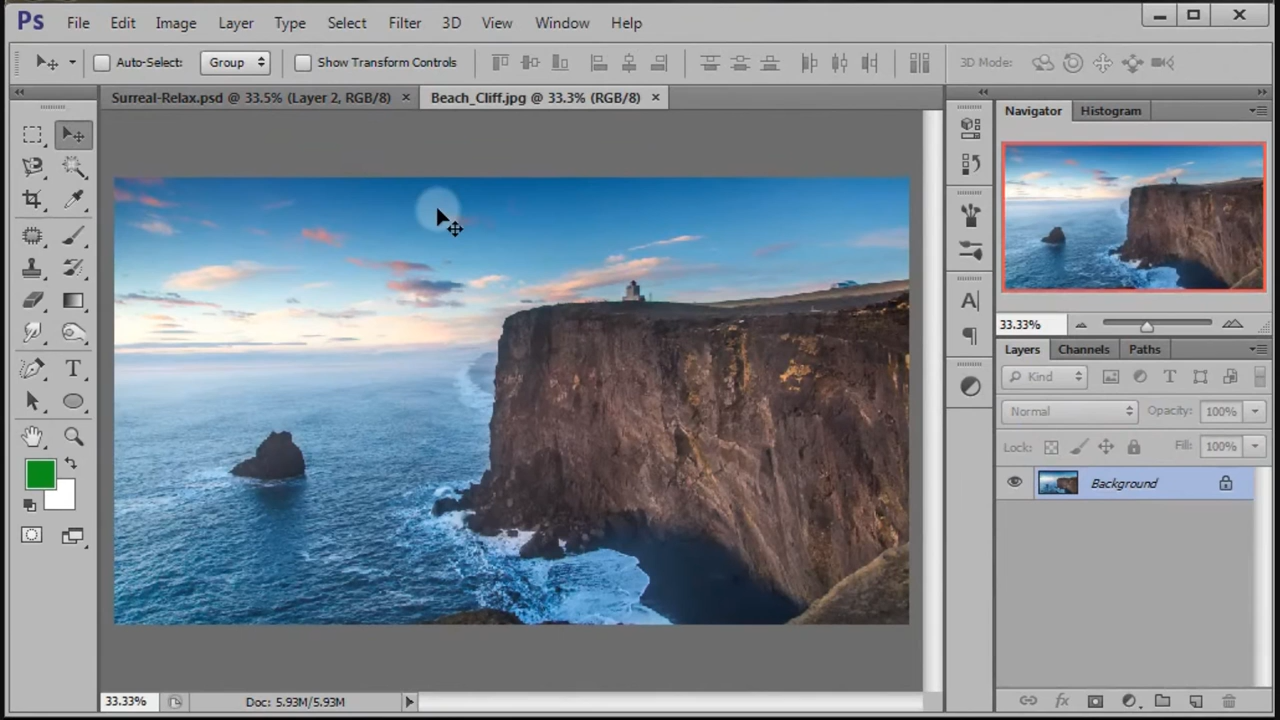 Ps File Edit Image Layer Type Select Filter 3D View Window Help
Auto-Select: Group Show Transform Controls 3D Mode:
Surreal-Relax.psd @ 33.5% (Layer 2, RGB/8) × Beach_Cliff.jpg @ 33.3% (RGB/8) ×
Navigator Histogram
33.33%
Layers Channels Paths
Kind
Normal Opacity: 100%
Lock: Fill: 100%
Background
33.33% Doc: 5.93M/5.93M